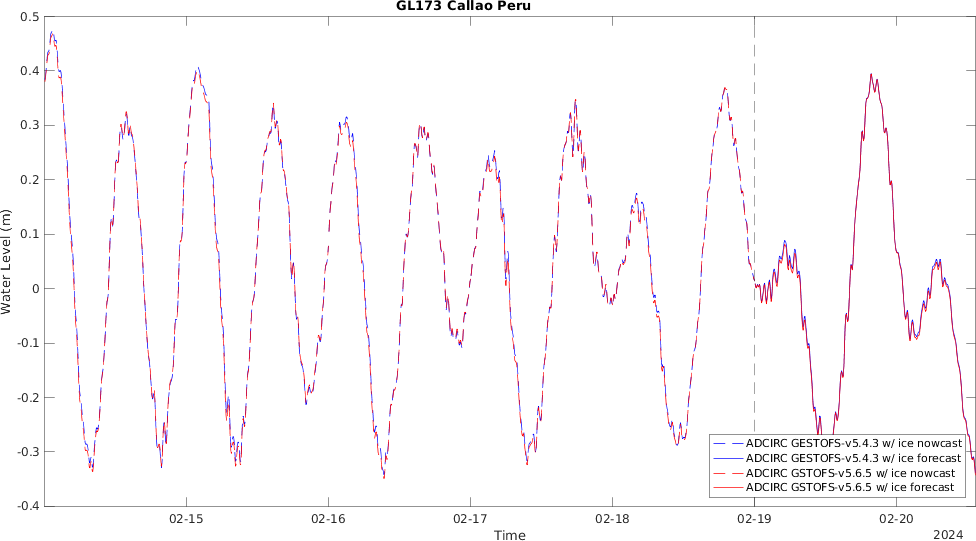 GL173 Callao Peru
0.5
0.4
0.3
0.2
0.1
0
-0.1
-0.2
-0.3
-0.4
Water Level (m)
02-15 02-16 02-17 02-18 02-19 02-20
Time
2024
ADCIRC GESTOFS-v5.4.3 w/ ice nowcast
ADCIRC GESTOFS-v5.4.3 w/ ice forecast
ADCIRC GSTOFS-v5.6.5 w/ ice nowcast
ADCIRC GSTOFS-v5.6.5 w/ ice forecast